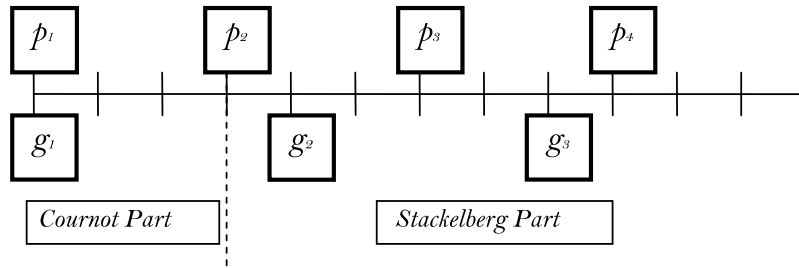 p₁ p₂ p₃ p₄
g₁ g₂ g₃
Cournot Part Stackelberg Part